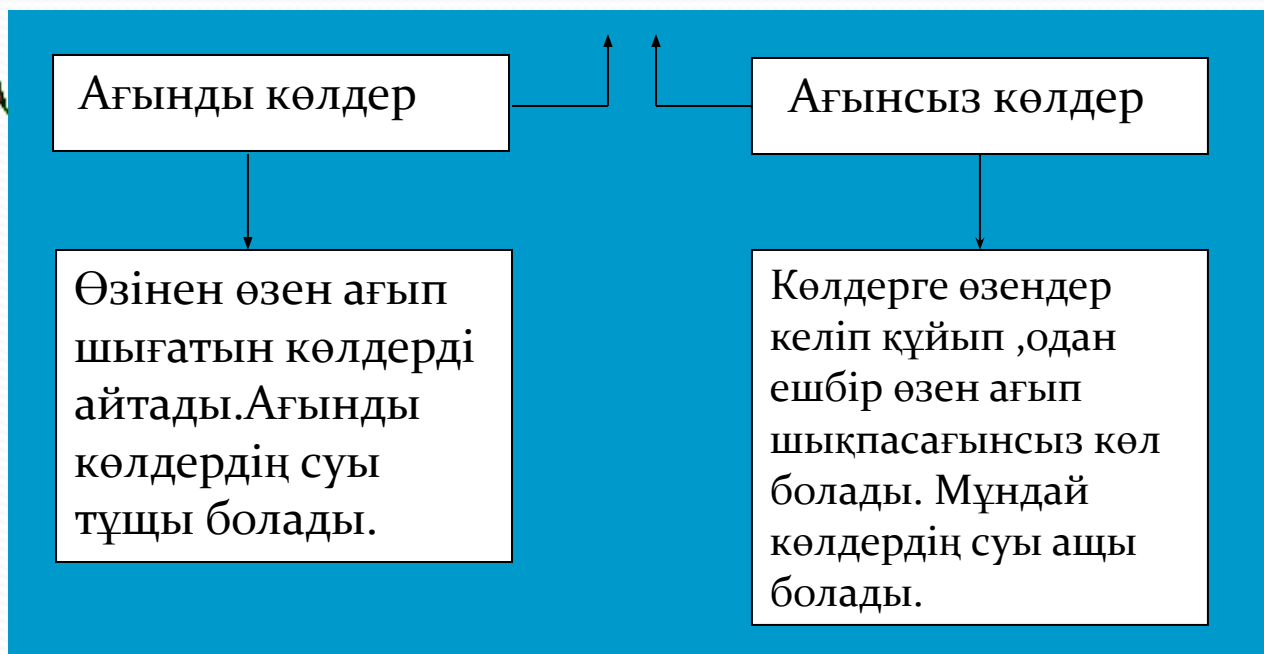 Ағынды көлдер
Ағынсыз көлдер
Өзінен өзен ағып
шығатын көлдерді
айтады.Ағынды
көлдердің суы
тұщы болады.
Көлдерге өзендер
келіп құйып ,одан
ешбір өзен ағып
шықпасағынсыз көл
болады. Мұндай
көлдердің суы ащы
болады.